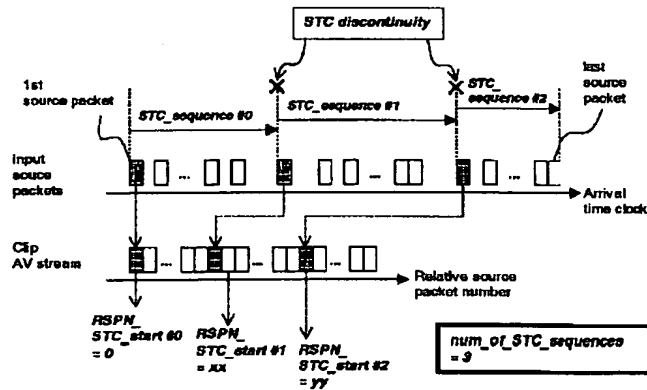 STC discontinuity
1st
source packet
STC_sequence #0
STC_sequence #1
STC_
sequence #2
last
source
packet
input
source
packets
Arrival
time clock
Clip
AV stream
Relative source
packet number
RSPN_
STC_start #0
= 0
RSPN_
STC_start #1
= xx
RSPN_
STC_start #2
= yy
num_of_STC_sequences
= 3